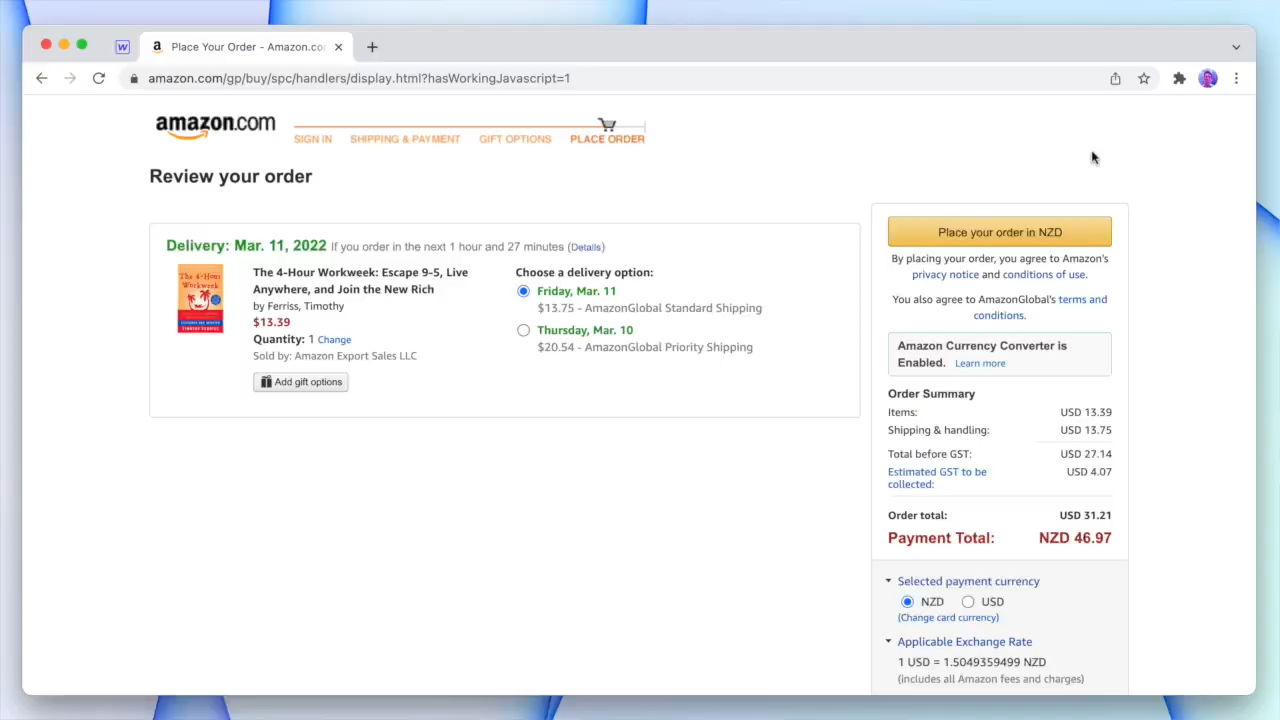 Place Your Order - Amazon.co
amazon.com/gp/buy/spc/handlers/display.html?hasWorkingJavascript=1
amazon.com
SIGN IN SHIPPING & PAYMENT GIFT OPTIONS PLACE ORDER
Review your order
Delivery: Mar. 11, 2022 If you order in the next 1 hour and 27 minutes (Details)
The 4-Hour Workweek
The 4-Hour Workweek: Escape 9-5, Live
Anywhere, and Join the New Rich
by Ferriss, Timothy
$13.39
Quantity: 1 Change
Sold by: Amazon Export Sales LLC
Add gift options
Choose a delivery option:
Friday, Mar. 11
$13.75 - AmazonGlobal Standard Shipping
Thursday, Mar. 10
$20.54 - AmazonGlobal Priority Shipping
Place your order in NZD
By placing your order, you agree to Amazon's
privacy notice and conditions of use.
You also agree to AmazonGlobal's terms and
conditions.
Amazon Currency Converter is
Enabled. Learn more
Order Summary
Items: USD 13.39
Shipping & handling: USD 13.75
Total before GST: USD 27.14
Estimated GST to be USD 4.07
collected:
Order total: USD 31.21
Payment Total: NZD 46.97
Selected payment currency
NZD USD
(Change card currency)
Applicable Exchange Rate
1 USD = 1.5049359499 NZD
(includes all Amazon fees and charges)